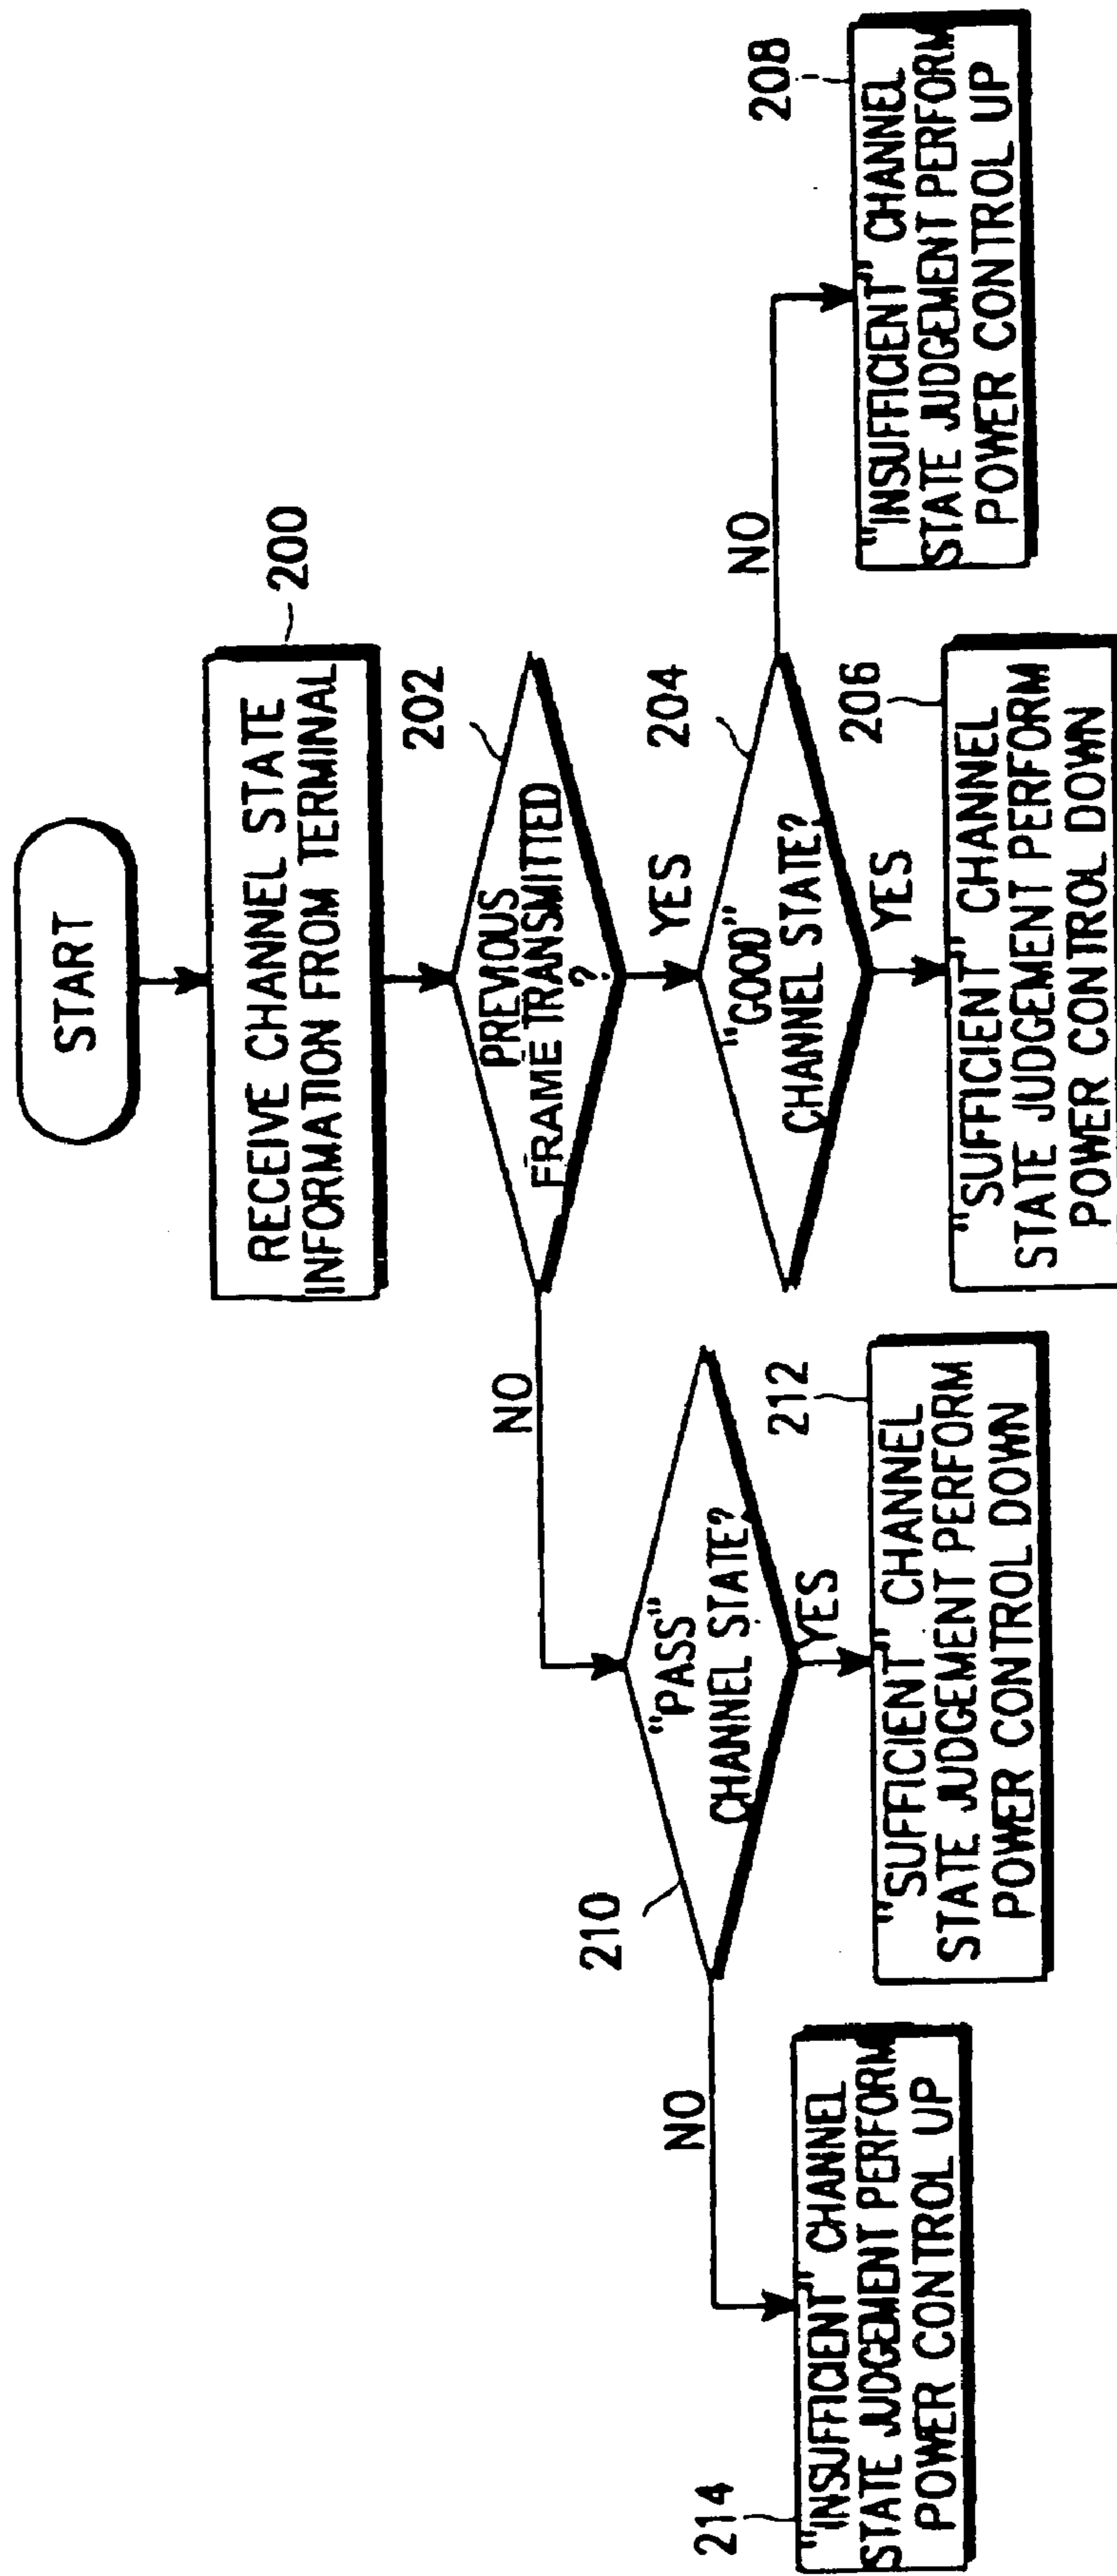 START
RECEIVE CHANNEL STATE
INFORMATION FROM TERMINAL
200
PREVIOUS
FRAME TRANSMITTED
?
202
NO
YES
"PASS"
CHANNEL STATE?
210
"GOOD"
CHANNEL STATE?
204
NO
YES
NO
YES
"INSUFFICIENT" CHANNEL
STATE JUDGEMENT PERFORM
POWER CONTROL UP
214
"SUFFICIENT" CHANNEL
STATE JUDGEMENT PERFORM
POWER CONTROL DOWN
212
"SUFFICIENT" CHANNEL
STATE JUDGEMENT PERFORM
POWER CONTROL DOWN
206
"INSUFFICIENT" CHANNEL
STATE JUDGEMENT PERFORM
POWER CONTROL UP
208